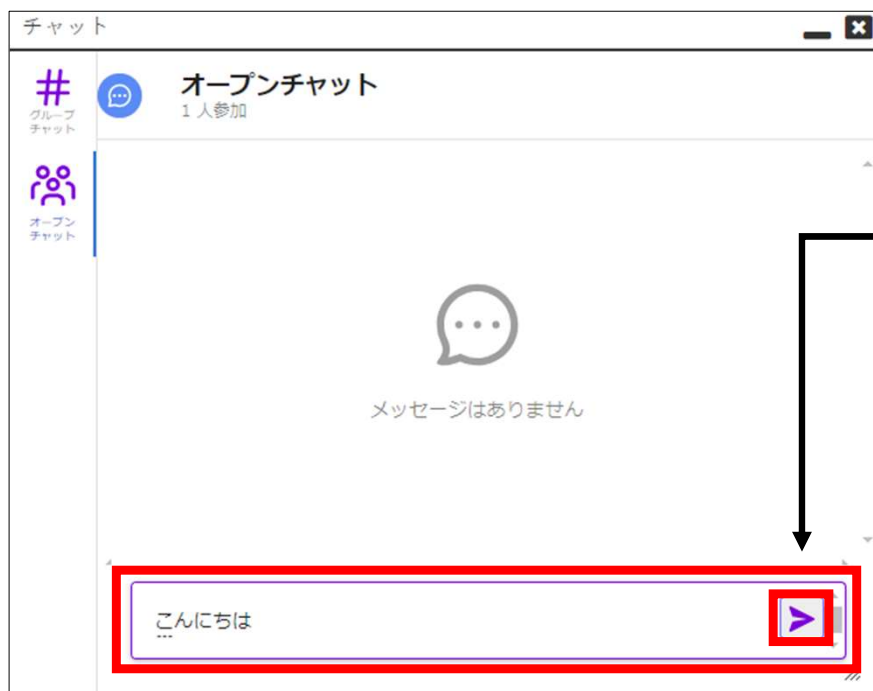 チャット
グループ
チャット
オープンチャット
1 人参加
オープン
チャット
メッセージはありません
こんにちは